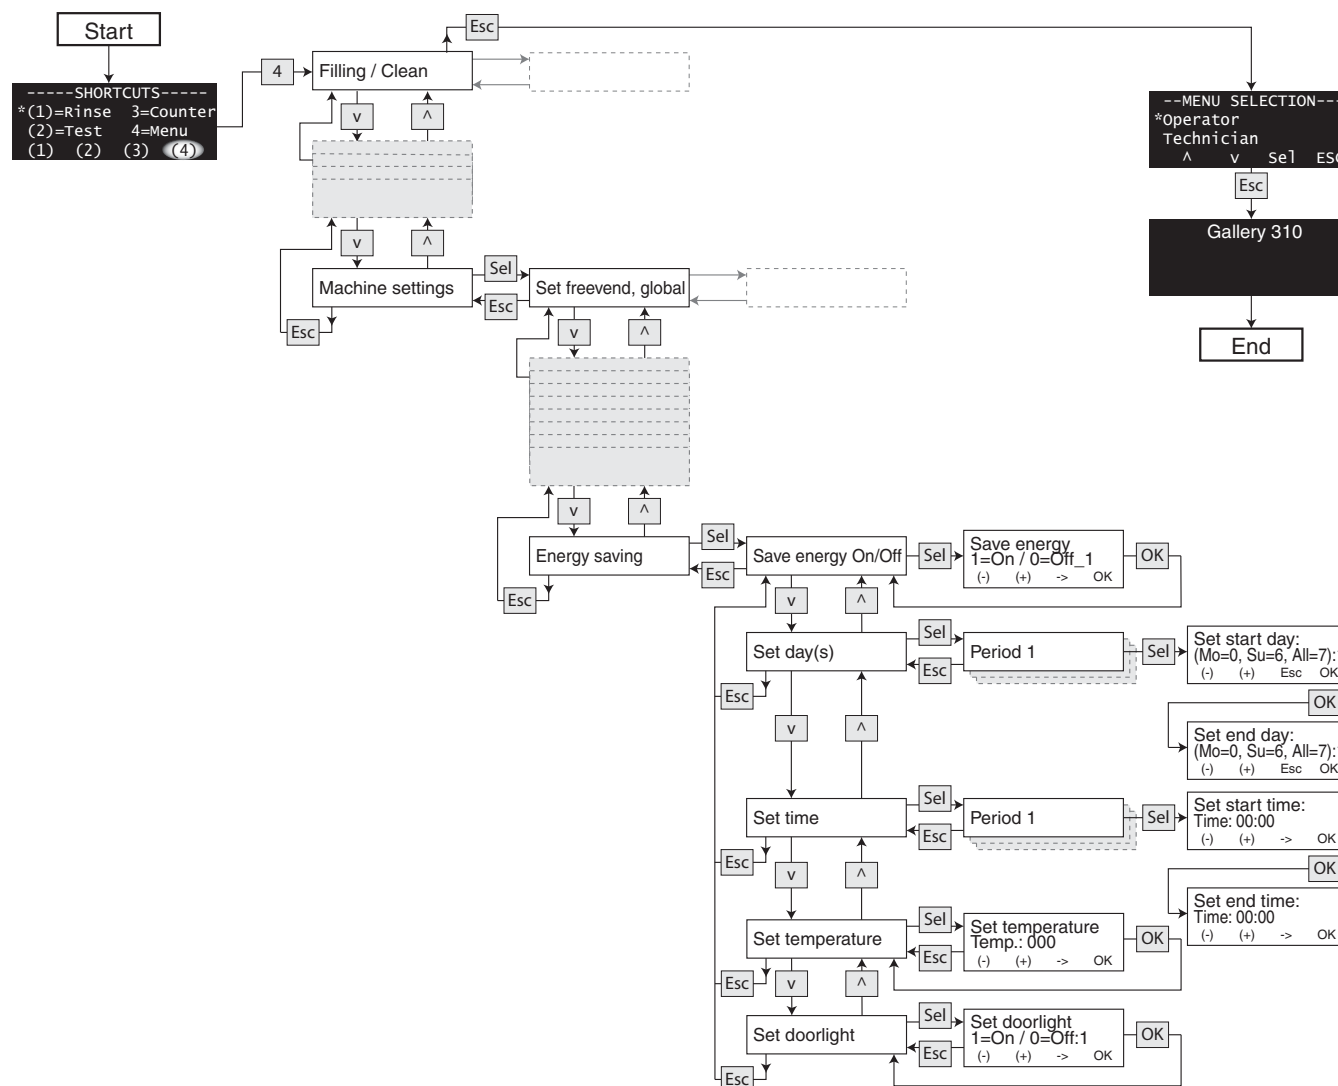 Start
-----SHORTCUTS-----
*(1)=Rinse 3=Counter
(2)=Test 4=Menu
(1) (2) (3) (4)
4
Filling / Clean
Esc
v
^
v
^
Machine settings
Sel
Esc
Esc
Set freevend, global
v
^
v
^
Energy saving
Sel
Esc
Esc
Save energy On/Off
Sel
Save energy
1=On / 0=Off_1
(-) (+) -> OK
OK
v
^
Set day(s)
Sel
Esc
Esc
Period 1
Sel
Set start day:
(Mo=0, Su=6, All=7):
(-) (+) Esc OK
OK
Set end day:
(Mo=0, Su=6, All=7):
(-) (+) Esc OK
v
^
Set time
Sel
Esc
Esc
Period 1
Sel
Set start time:
Time: 00:00
(-) (+) -> OK
OK
Set end time:
Time: 00:00
(-) (+) -> OK
v
^
Set temperature
Sel
Esc
Esc
Set temperature
Temp.: 000
(-) (+) -> OK
OK
v
^
Set doorlight
Sel
Esc
Esc
Set doorlight
1=On / 0=Off:1
(-) (+) -> OK
OK
--MENU SELECTION--
*Operator
Technician
^ v Sel ESC
Esc
Gallery 310
End